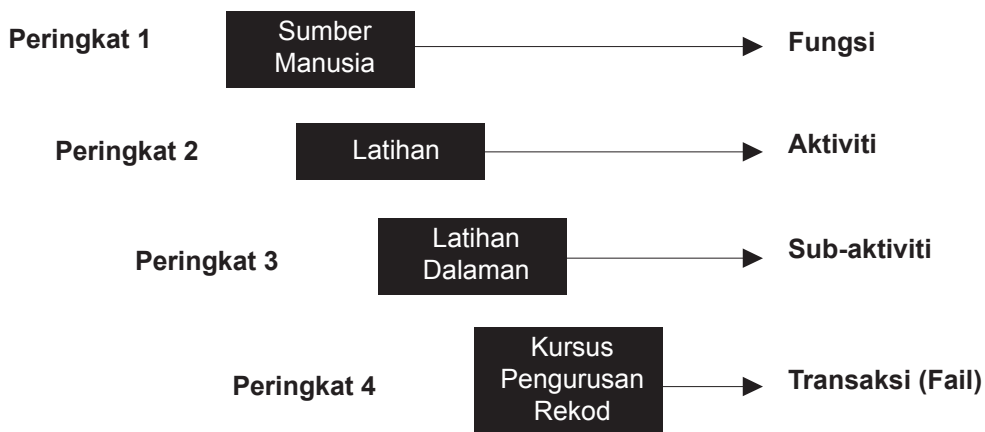 Peringkat 1
Sumber
Manusia
Fungsi
Peringkat 2
Latihan
Aktiviti
Peringkat 3
Latihan
Dalaman
Sub-aktiviti
Peringkat 4
Kursus
Pengurusan
Rekod
Transaksi (Fail)